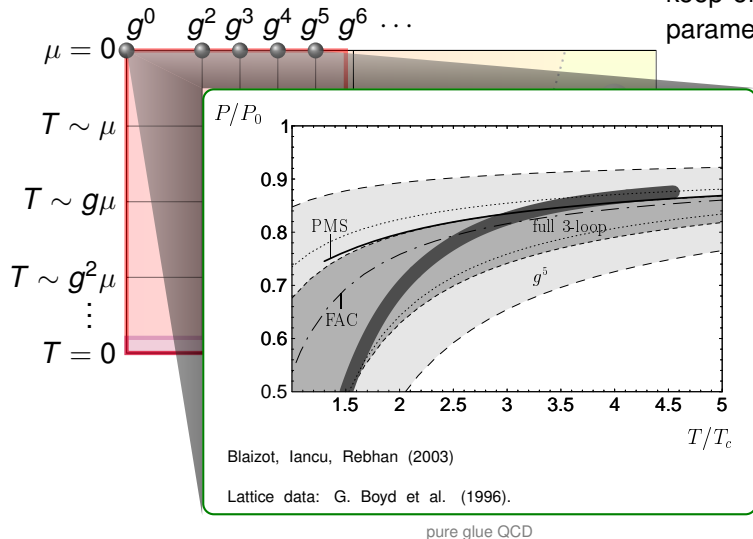 keep
parame
g⁰ g² g³ g⁴ g⁵ g⁶ ⋯
μ = 0
T ∼ μ
T ∼ gμ
T ∼ g²μ
⋮
T = 0
P/P₀
1
0.9
0.8
0.7
0.6
0.5
PMS
full 3-loop
g⁵
FAC
1.5 2 2.5 3 3.5 4 4.5 5
T/T_c
Blaizot, Iancu, Rebhan (2003)
Lattice data: G. Boyd et al. (1996).
pure glue QCD